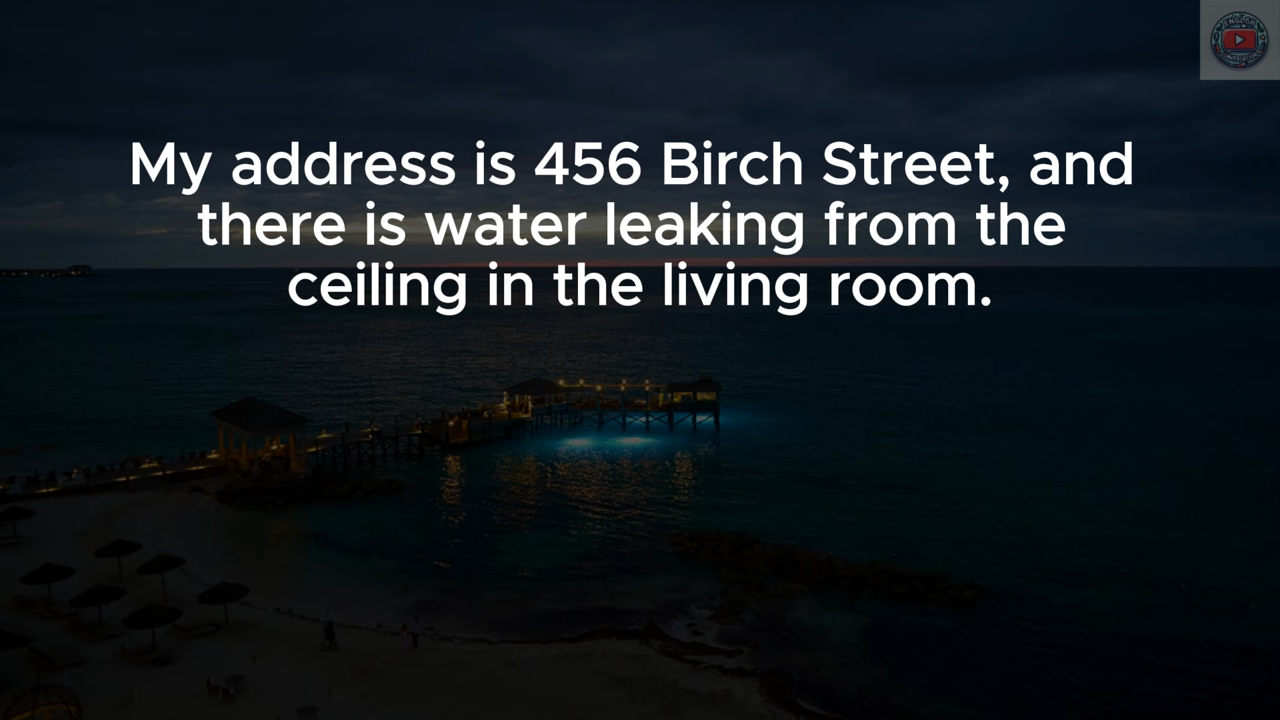 My address is 456 Birch Street, and
there is water leaking from the
ceiling in the living room.